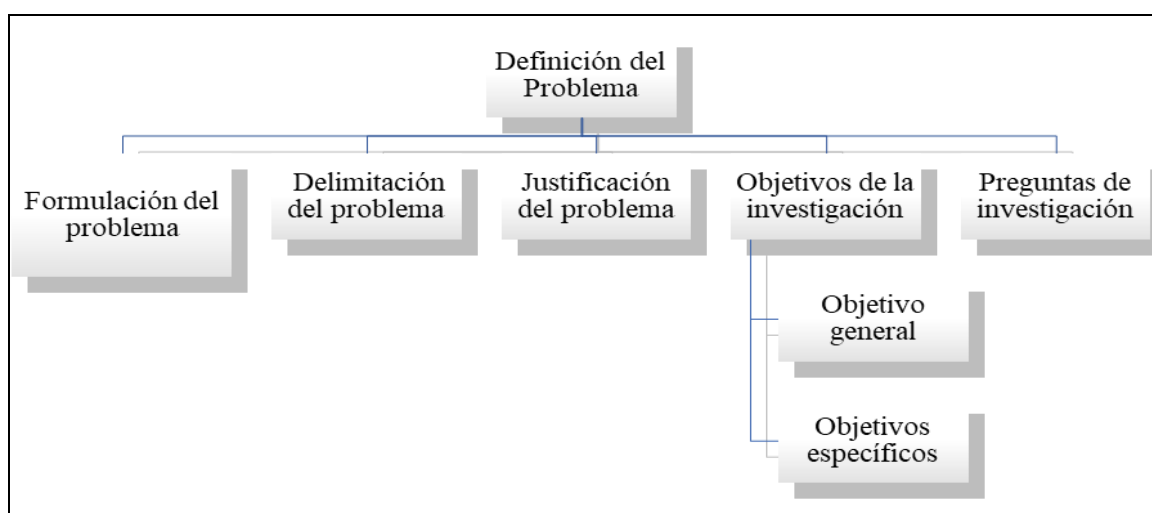 Definición del
Problema
Formulación del
problema
Delimitación
del problema
Justificación
del problema
Objetivos de la
investigación
Preguntas de
investigación
Objetivo
general
Objetivos
específicos